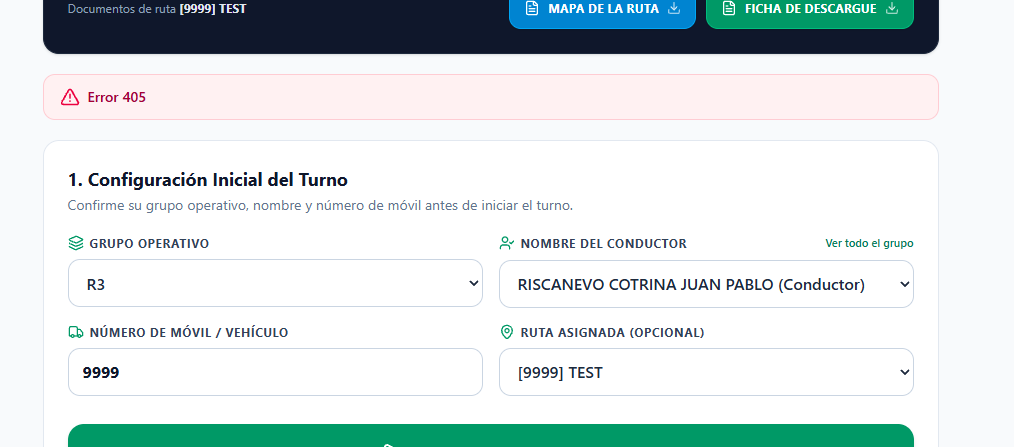 Documentos de ruta [9999] TEST
MAPA DE LA RUTA
FICHA DE DESCARGUE
Error 405
1. Configuración Inicial del Turno
Confirme su grupo operativo, nombre y número de móvil antes de iniciar el turno.
GRUPO OPERATIVO
R3
NOMBRE DEL CONDUCTOR
Ver todo el grupo
RISCANEVO COTRINA JUAN PABLO (Conductor)
NÚMERO DE MÓVIL / VEHÍCULO
9999
RUTA ASIGNADA (OPCIONAL)
[9999] TEST